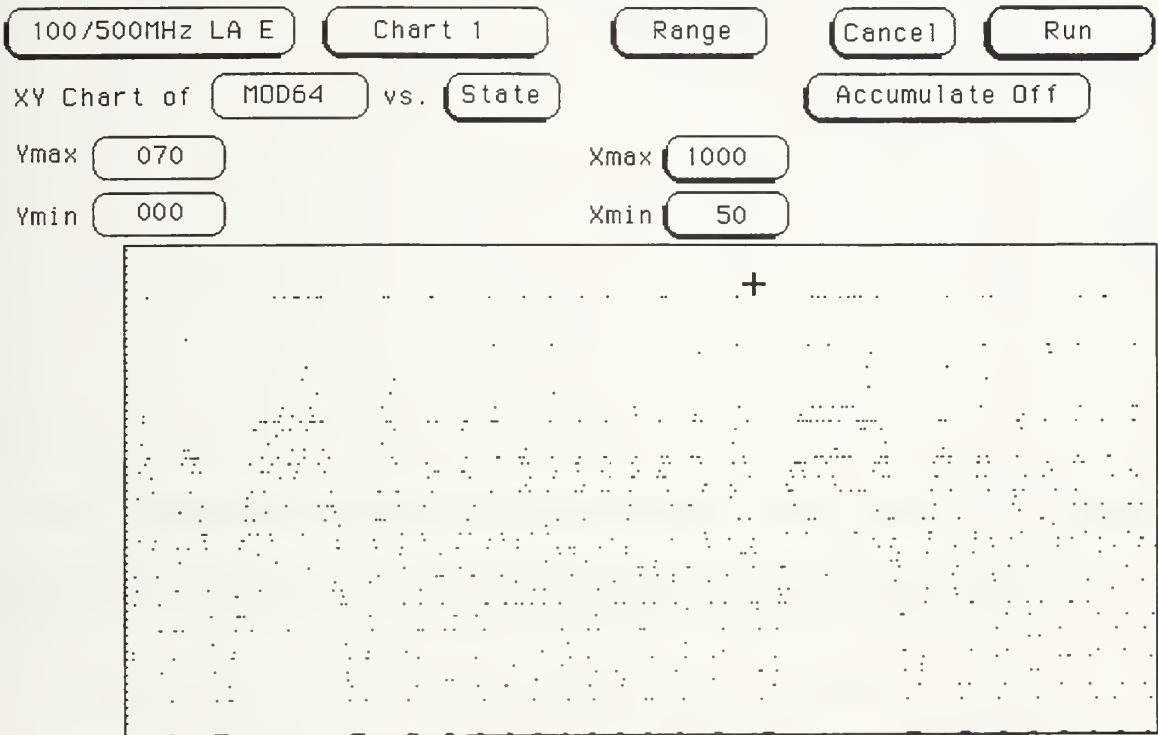 100/500MHz LA E Chart 1 Range Cancel Run
XY Chart of MOD64 vs. State Accumulate Off
Ymax 070 Xmax 1000
Ymin 000 Xmin 50